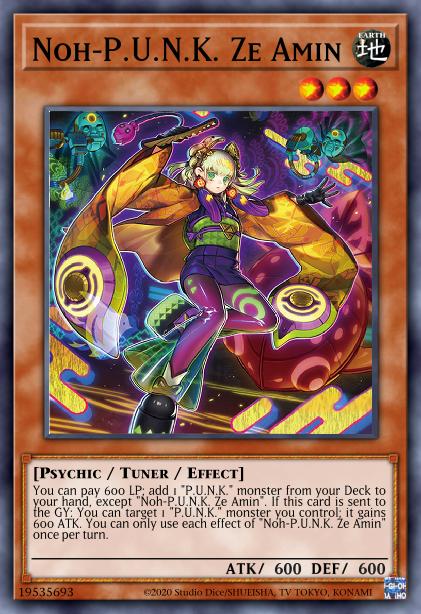 NOH-P.U.N.K. ZE AMIN
EARTH
地
[PSYCHIC / TUNER / EFFECT]
You can pay 600 LP; add 1 "P.U.N.K." monster from your Deck to
your hand, except "Noh-P.U.N.K. Ze Amin". If this card is sent to
the GY: You can target 1 "P.U.N.K." monster you control; it gains
600 ATK. You can only use each effect of "Noh-P.U.N.K. Ze Amin"
once per turn.
ATK/ 600 DEF/ 600
19535693
©2020 Studio Dice/SHUEISHA, TV TOKYO, KONAMI